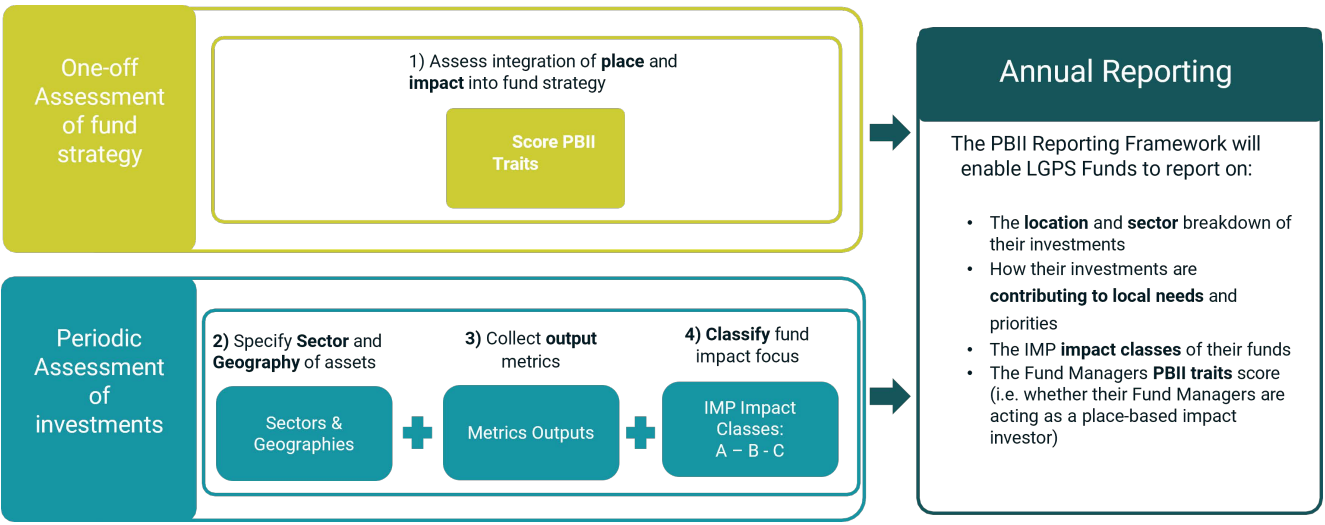 One-off
Assessment
of fund
strategy
1) Assess integration of place and
impact into fund strategy
Score PBII
Traits
Periodic
Assessment
of
investments
2) Specify Sector and
Geography of assets
Sectors &
Geographies
3) Collect output
metrics
Metrics Outputs
4) Classify fund
impact focus
IMP Impact
Classes:
A – B - C
Annual Reporting
The PBII Reporting Framework will
enable LGPS Funds to report on:
• The location and sector breakdown of
their investments
• How their investments are
contributing to local needs and
priorities
• The IMP impact classes of their funds
• The Fund Managers PBII traits score
(i.e. whether their Fund Managers are
acting as a place-based impact
investor)